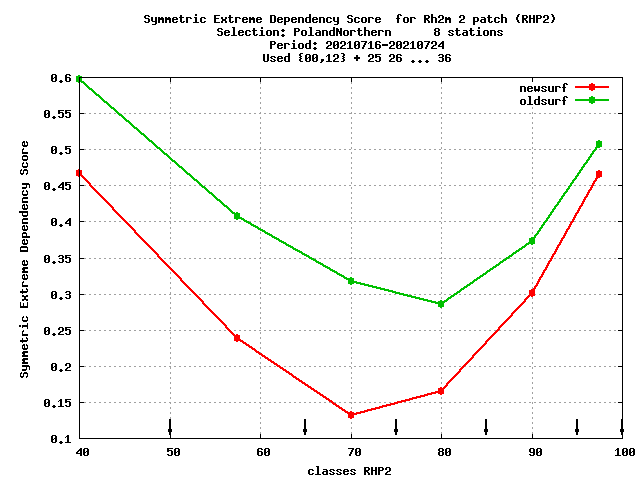 Symmetric Extreme Dependency Score  for Rh2m 2 patch (RHP2)
Selection: PolandNorthern      8 stations
Period: 20210716-20210724
Used {00,12} + 25 26 ... 36
newsurf
oldsurf
Symmetric Extreme Dependency Score
0.6
0.55
0.5
0.45
0.4
0.35
0.3
0.25
0.2
0.15
0.1
40 50 60 70 80 90 100
classes RHP2